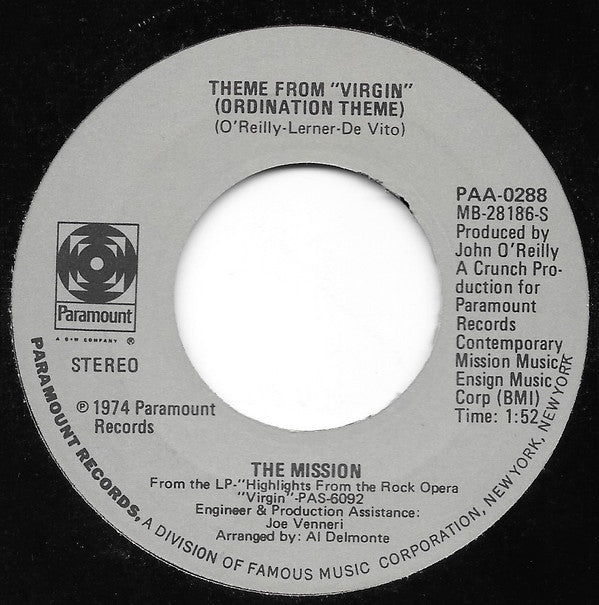 THEME FROM "VIRGIN"
(ORDINATION THEME)
(O'Reilly-Lerner-De Vito)
Paramount
A G+W COMPANY ®
STEREO
℗ 1974 Paramount
Records
PAA-0288
MB-28186-S
Produced by
John O'Reilly
A Crunch Pro-
duction for
Paramount
Records
Contemporary
Mission Music/
Ensign Music
Corp (BMI)
Time: 1:52
THE MISSION
From the LP-"Highlights From the Rock Opera
"Virgin"-PAS-6092
Engineer & Production Assistance:
Joe Venneri
Arranged by: Al Delmonte
PARAMOUNT RECORDS, A DIVISION OF FAMOUS MUSIC CORPORATION, NEW YORK, NEW YORK